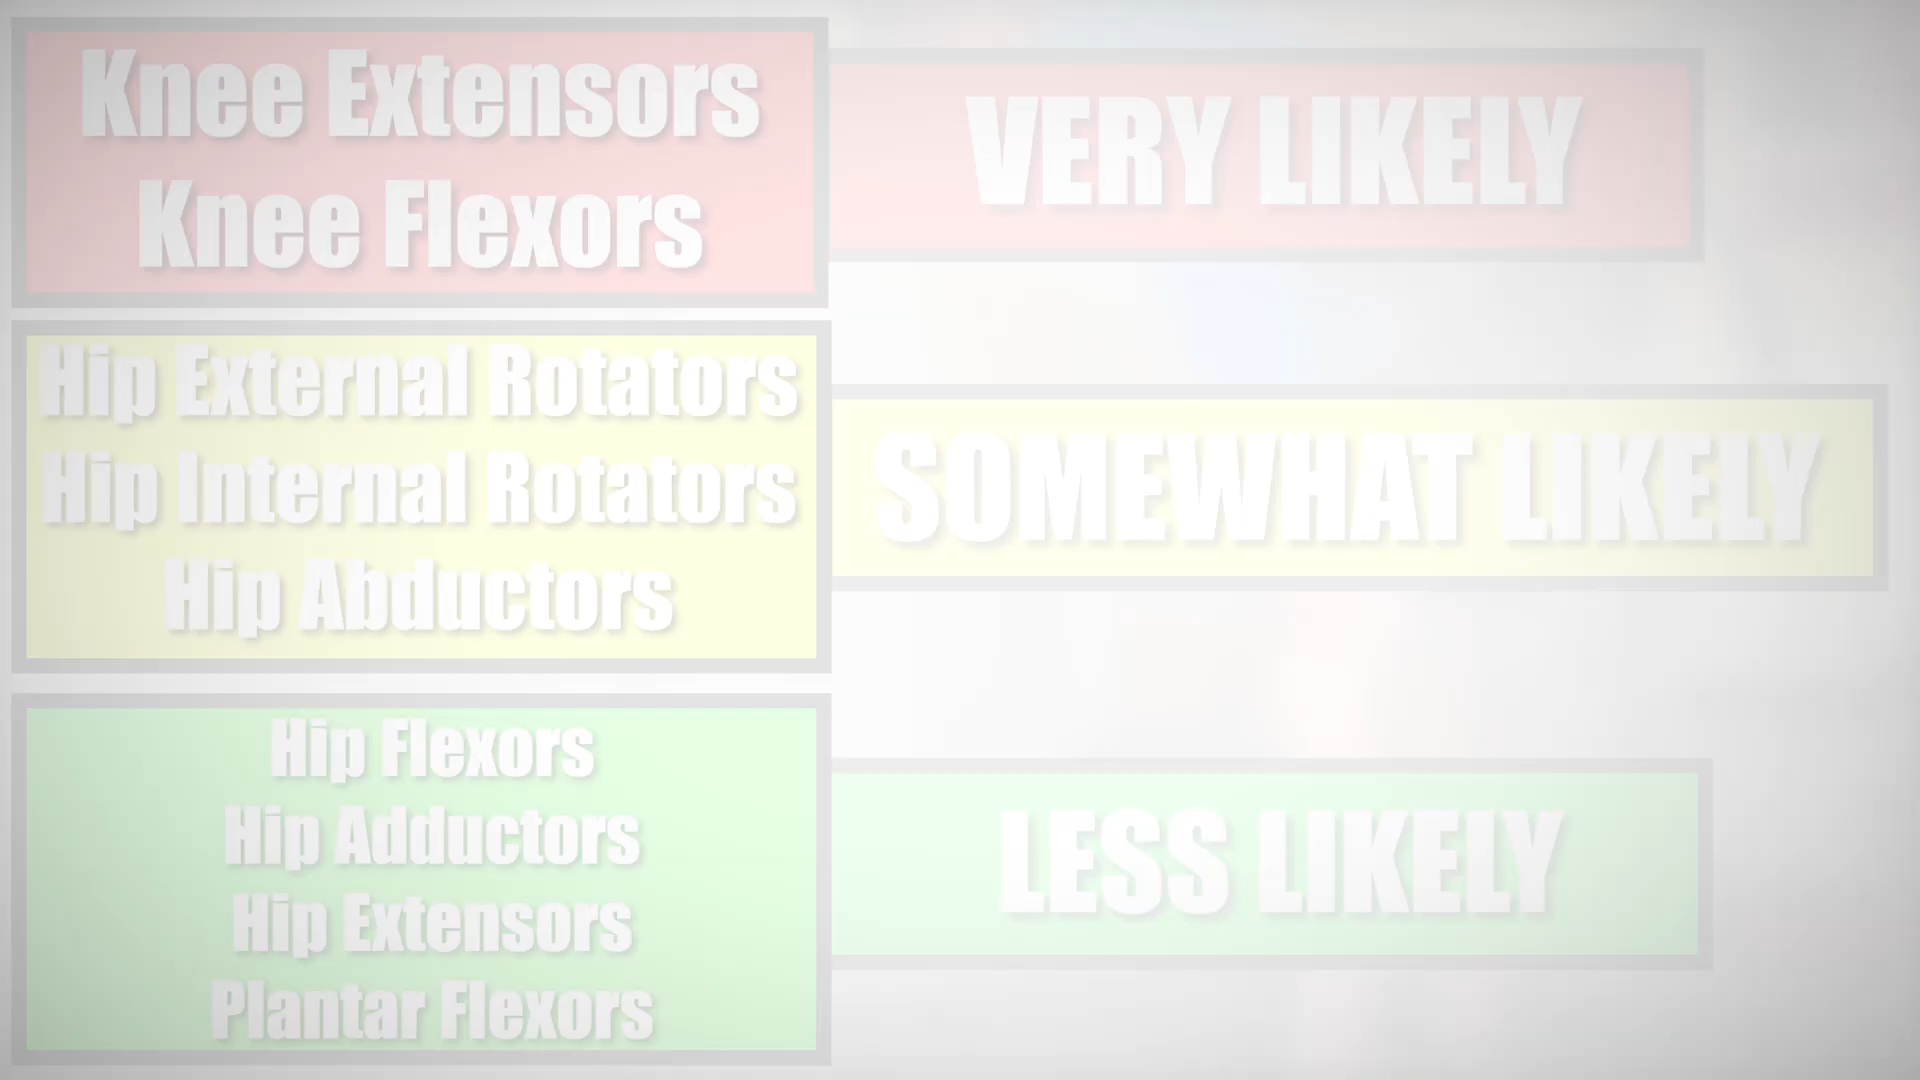 Knee Extensors
Knee Flexors
VERY LIKELY
Hip External Rotators
Hip Internal Rotators
Hip Abductors
SOMEWHAT LIKELY
Hip Flexors
Hip Adductors
Hip Extensors
Plantar Flexors
LESS LIKELY